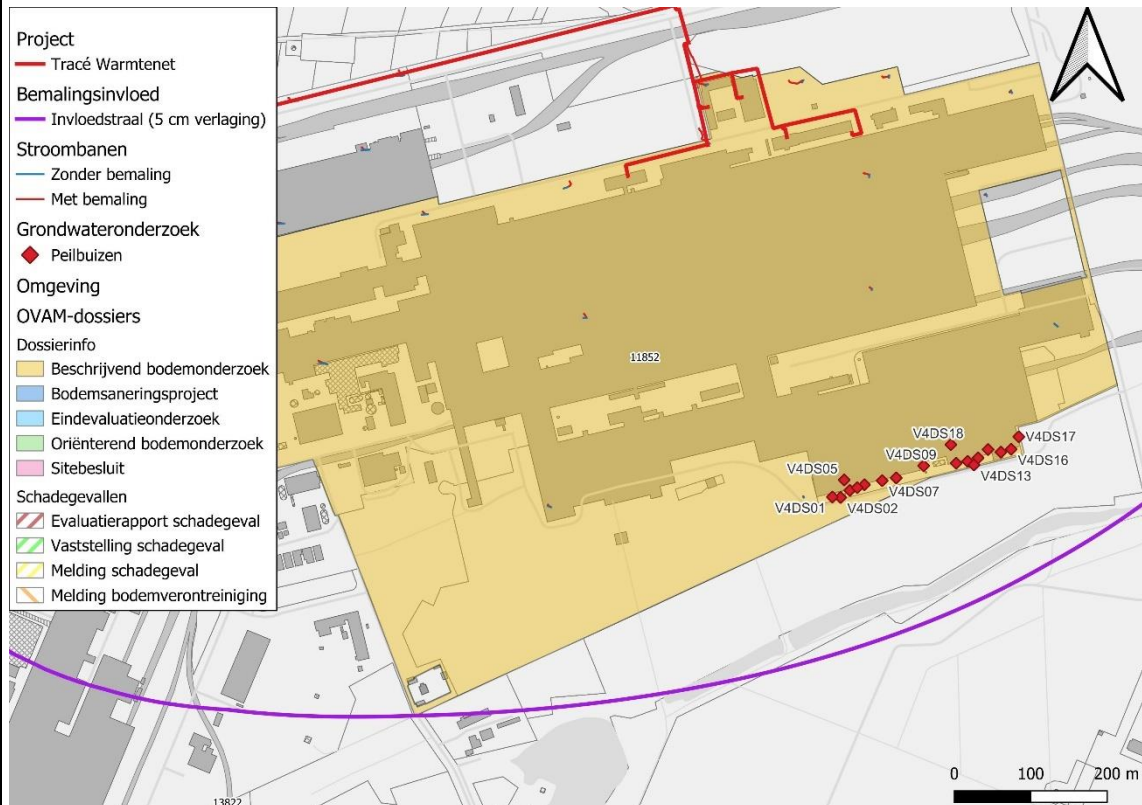 Project
Tracé Warmtenet
Bemalingsinvloed
Invloedstraal (5 cm verlaging)
Stroombanen
Zonder bemaling
Met bemaling
Grondwateronderzoek
Peilbuizen
Omgeving
OVAM-dossiers
Dossierinfo
Beschrijvend bodemonderzoek
Bodemsaneringsproject
Eindevaluatieonderzoek
Oriënterend bodemonderzoek
Sitebesluit
Schadegevallen
Evaluatierapport schadegeval
Vaststelling schadegeval
Melding schadegeval
Melding bodemverontreiniging
11852
V4DS18
V4DS17
V4DS09
V4DS16
V4DS05
V4DS13
V4DS07
V4DS01
V4DS02
13822
0 100 200 m